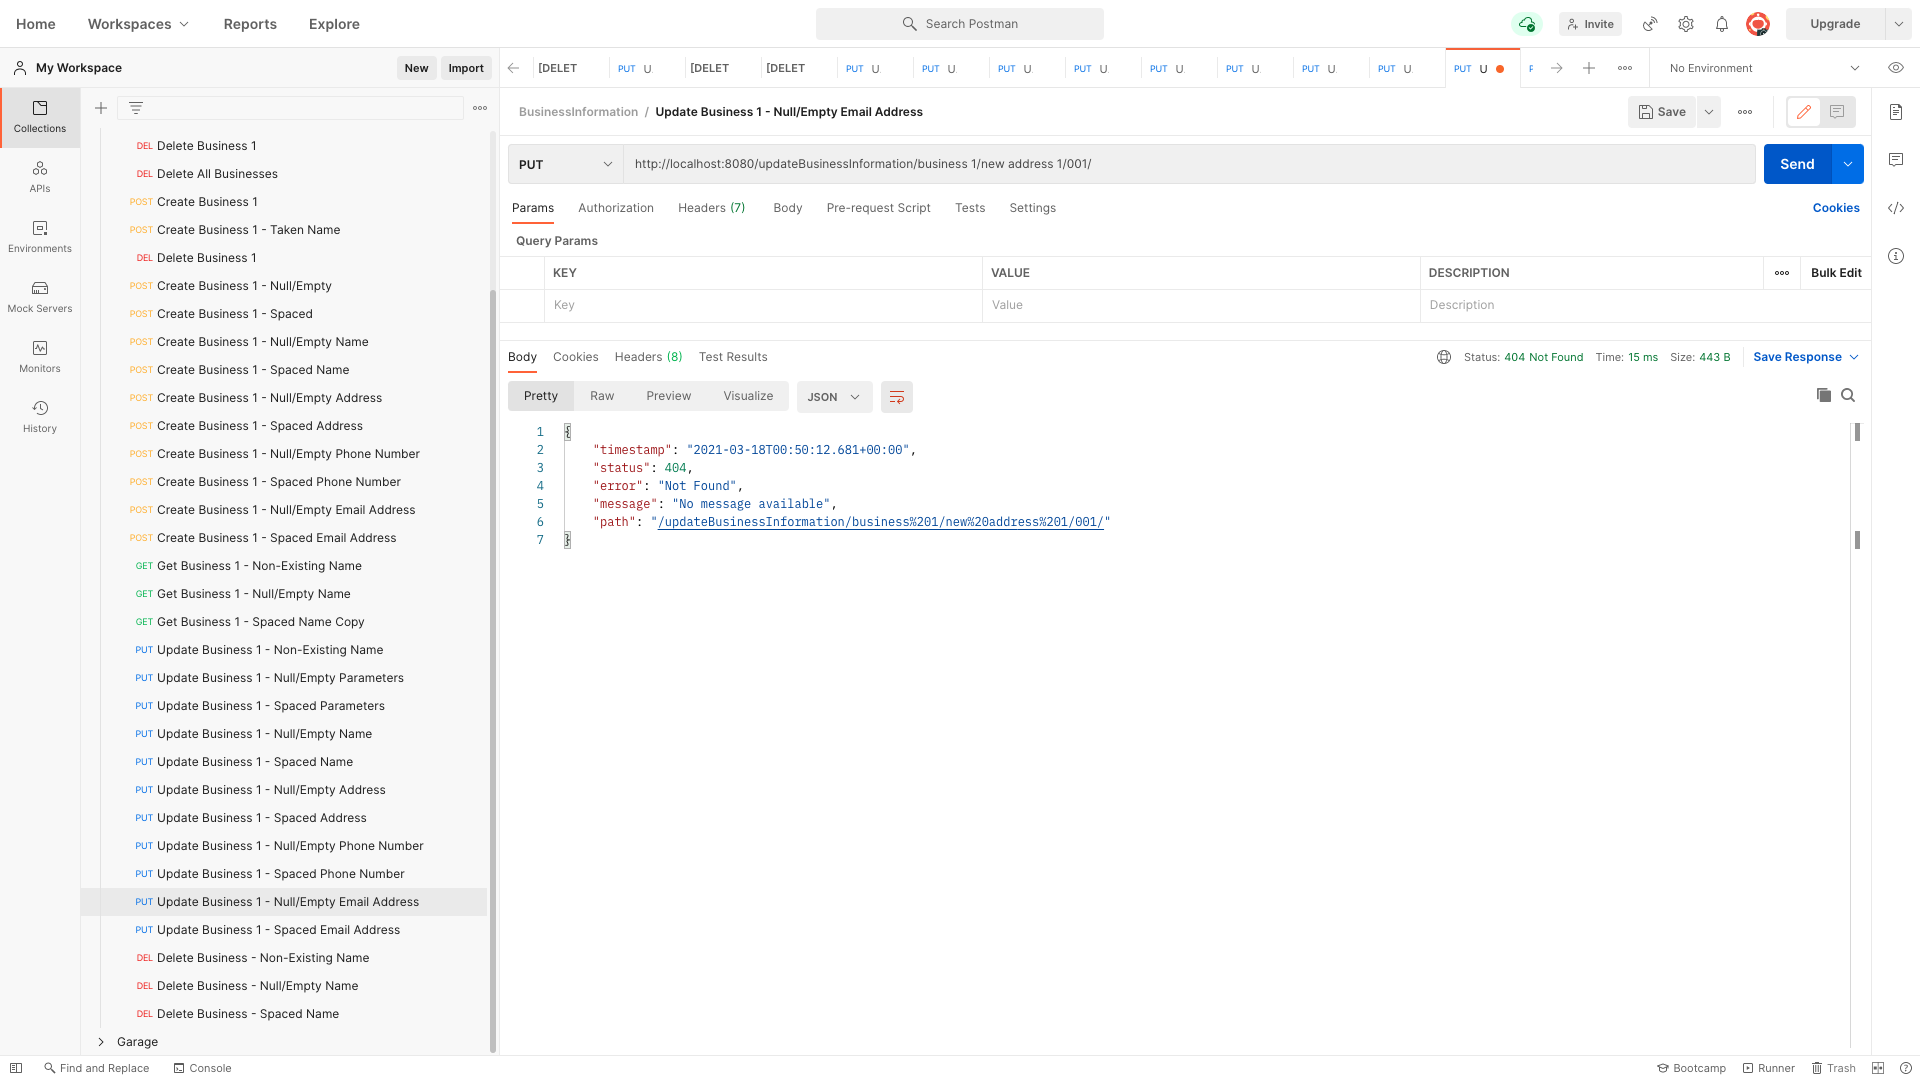 Home
Workspaces
Reports
Explore
Search Postman
Invite
Upgrade
My Workspace
New
Import
[DELET
PUT U
[DELET
[DELET
PUT U
PUT U
PUT U
PUT U
PUT U
PUT U
PUT U
PUT U
PUT U
No Environment
Collections
APIs
Environments
Mock Servers
Monitors
History
DEL Delete Business 1
DEL Delete All Businesses
POST Create Business 1
POST Create Business 1 - Taken Name
DEL Delete Business 1
POST Create Business 1 - Null/Empty
POST Create Business 1 - Spaced
POST Create Business 1 - Null/Empty Name
POST Create Business 1 - Spaced Name
POST Create Business 1 - Null/Empty Address
POST Create Business 1 - Spaced Address
POST Create Business 1 - Null/Empty Phone Number
POST Create Business 1 - Spaced Phone Number
POST Create Business 1 - Null/Empty Email Address
POST Create Business 1 - Spaced Email Address
GET Get Business 1 - Non-Existing Name
GET Get Business 1 - Null/Empty Name
GET Get Business 1 - Spaced Name Copy
PUT Update Business 1 - Non-Existing Name
PUT Update Business 1 - Null/Empty Parameters
PUT Update Business 1 - Spaced Parameters
PUT Update Business 1 - Null/Empty Name
PUT Update Business 1 - Spaced Name
PUT Update Business 1 - Null/Empty Address
PUT Update Business 1 - Spaced Address
PUT Update Business 1 - Null/Empty Phone Number
PUT Update Business 1 - Spaced Phone Number
PUT Update Business 1 - Null/Empty Email Address
PUT Update Business 1 - Spaced Email Address
DEL Delete Business - Non-Existing Name
DEL Delete Business - Null/Empty Name
DEL Delete Business - Spaced Name
Garage
BusinessInformation / Update Business 1 - Null/Empty Email Address
Save
PUT
http://localhost:8080/updateBusinessInformation/business 1/new address 1/001/
Send
Params
Authorization
Headers (7)
Body
Pre-request Script
Tests
Settings
Cookies
Query Params
KEY
VALUE
DESCRIPTION
Bulk Edit
Key
Value
Description
Body
Cookies
Headers (8)
Test Results
Status: 404 Not Found
Time: 15 ms
Size: 443 B
Save Response
Pretty
Raw
Preview
Visualize
JSON
1 {
2 "timestamp": "2021-03-18T00:50:12.681+00:00",
3 "status": 404,
4 "error": "Not Found",
5 "message": "No message available",
6 "path": "/updateBusinessInformation/business%201/new%20address%201/001/"
7 }
Find and Replace
Console
Bootcamp
Runner
Trash